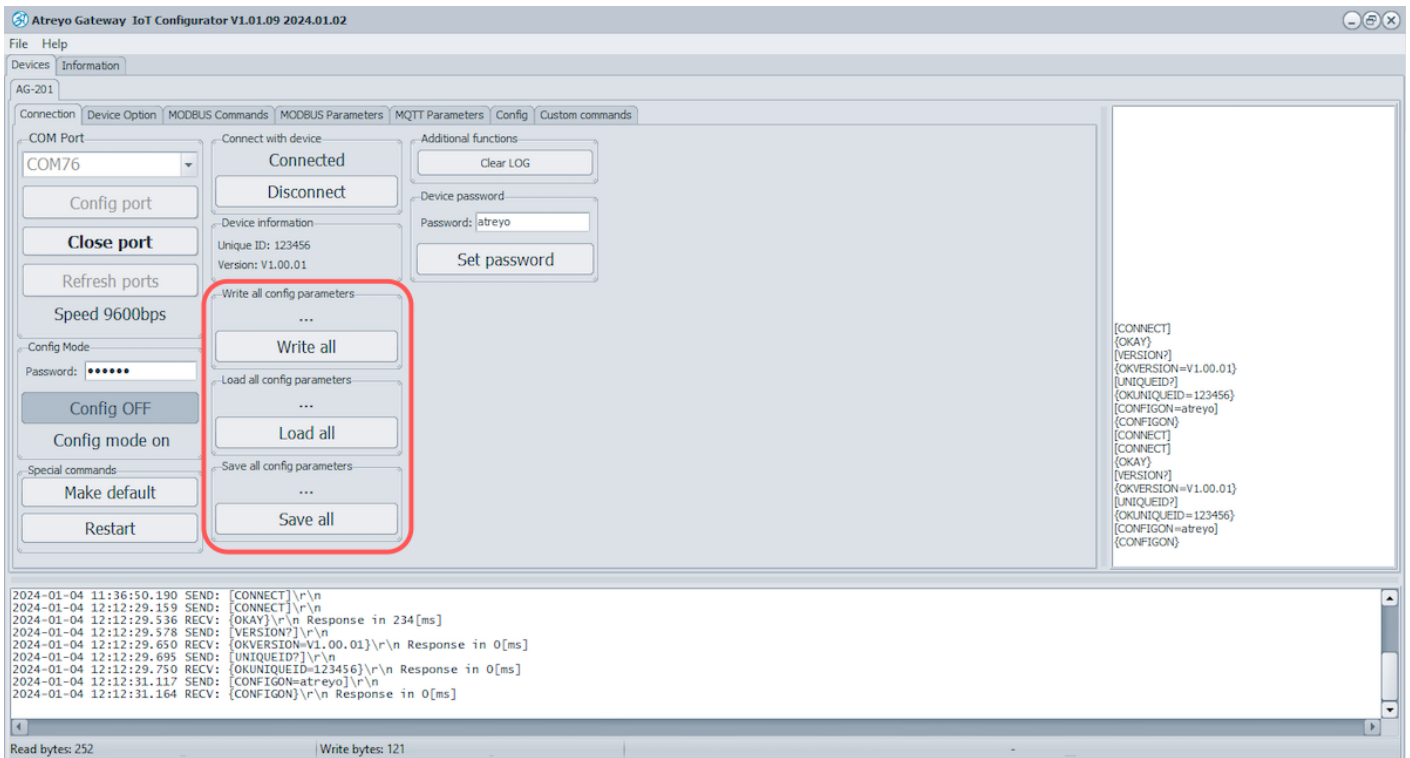 Atreyo Gateway  IoT Configurator V1.01.09 2024.01.02
File Help
Devices Information
AG-201
Connection Device Option MODBUS Commands MODBUS Parameters MQTT Parameters Config Custom commands
COM Port
COM76
Config port
Close port
Refresh ports
Speed 9600bps
Config Mode
Password: ●●●●●●
Config OFF
Config mode on
Special commands
Make default
Restart
Connect with device
Connected
Disconnect
Device information
Unique ID: 123456
Version: V1.00.01
Write all config parameters
...
Write all
Load all config parameters
...
Load all
Save all config parameters
...
Save all
Additional functions
Clear LOG
Device password
Password: atreyo
Set password
[CONNECT]
{OKAY}
[VERSION?]
{OKVERSION=V1.00.01}
[UNIQUEID?]
{OKUNIQUEID=123456}
[CONFIGON=atreyo]
{CONFIGON}
[CONNECT]
[CONNECT]
{OKAY}
[VERSION?]
{OKVERSION=V1.00.01}
[UNIQUEID?]
{OKUNIQUEID=123456}
[CONFIGON=atreyo]
{CONFIGON}
2024-01-04 11:36:50.190 SEND: [CONNECT]\r\n
2024-01-04 12:12:29.159 SEND: [CONNECT]\r\n
2024-01-04 12:12:29.536 RECV: {OKAY}\r\n Response in 234[ms]
2024-01-04 12:12:29.578 SEND: [VERSION?]\r\n
2024-01-04 12:12:29.650 RECV: {OKVERSION=V1.00.01}\r\n Response in 0[ms]
2024-01-04 12:12:29.695 SEND: [UNIQUEID?]\r\n
2024-01-04 12:12:29.750 RECV: {OKUNIQUEID=123456}\r\n Response in 0[ms]
2024-01-04 12:12:31.117 SEND: [CONFIGON=atreyo]\r\n
2024-01-04 12:12:31.164 RECV: {CONFIGON}\r\n Response in 0[ms]
Read bytes: 252 Write bytes: 121 -